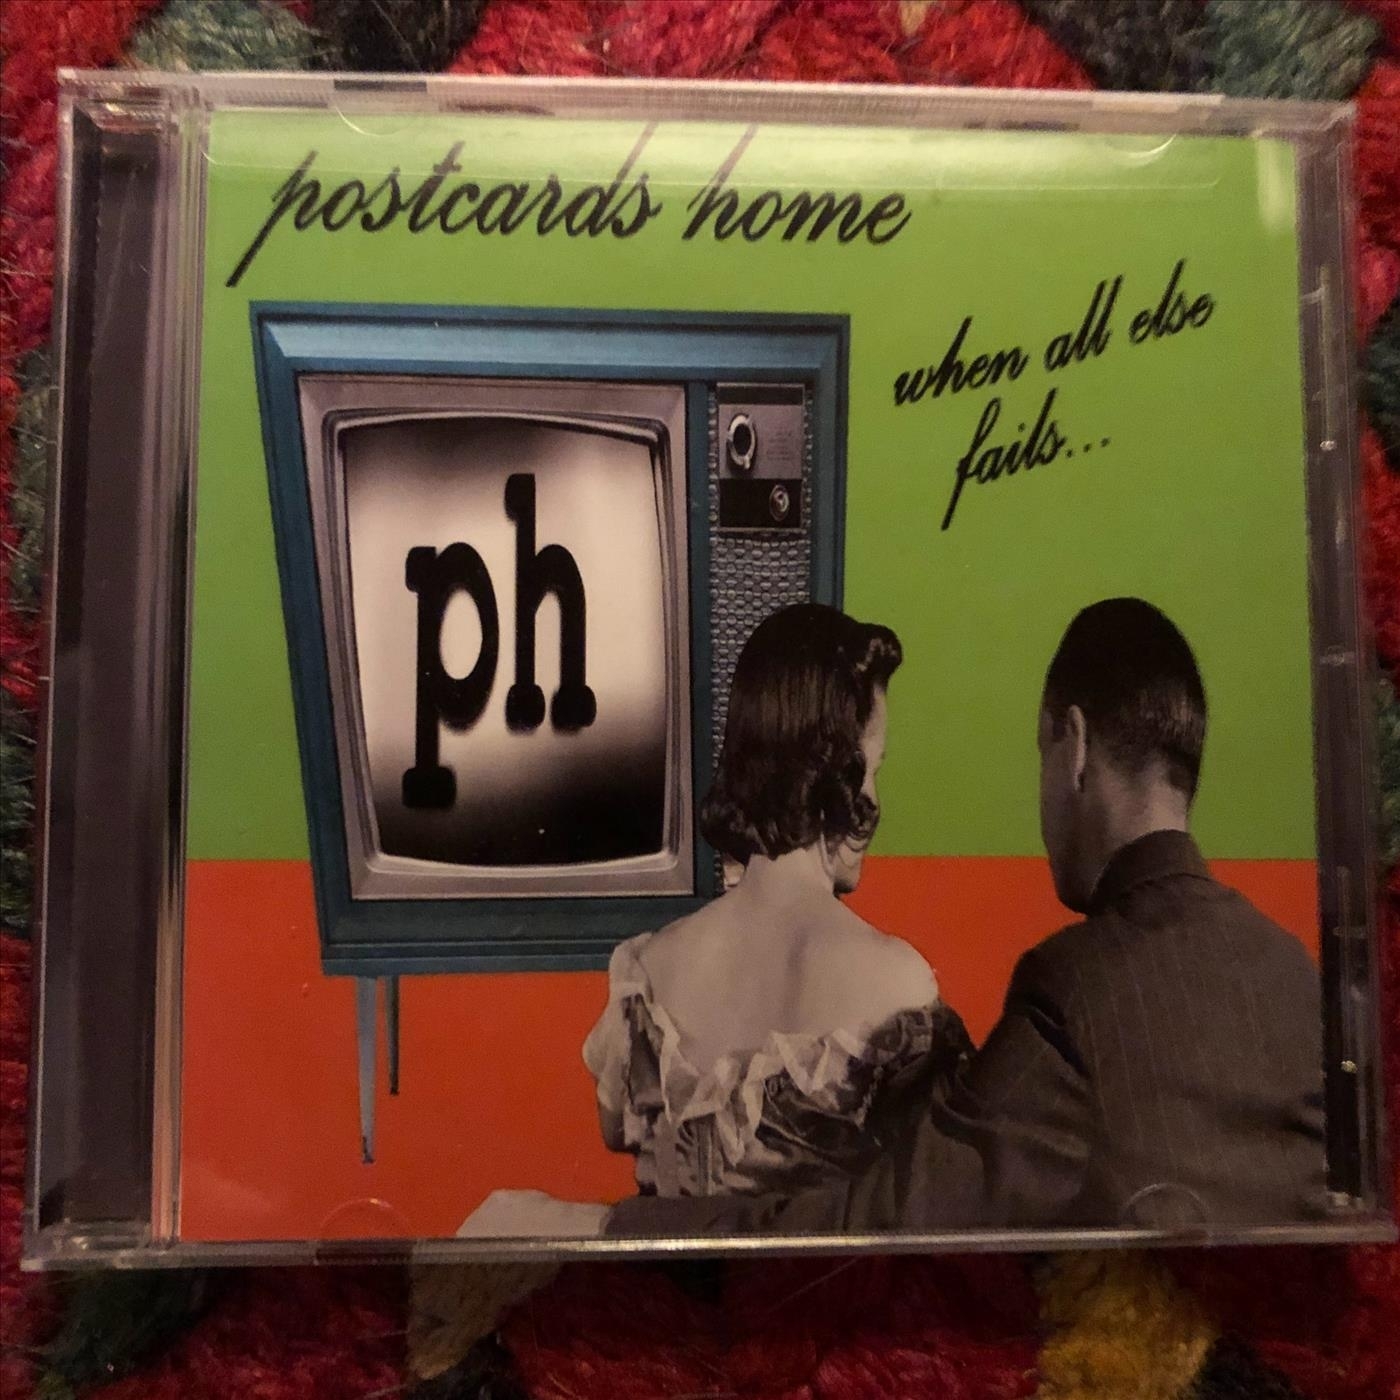 postcards home
when all else
fails...
ph